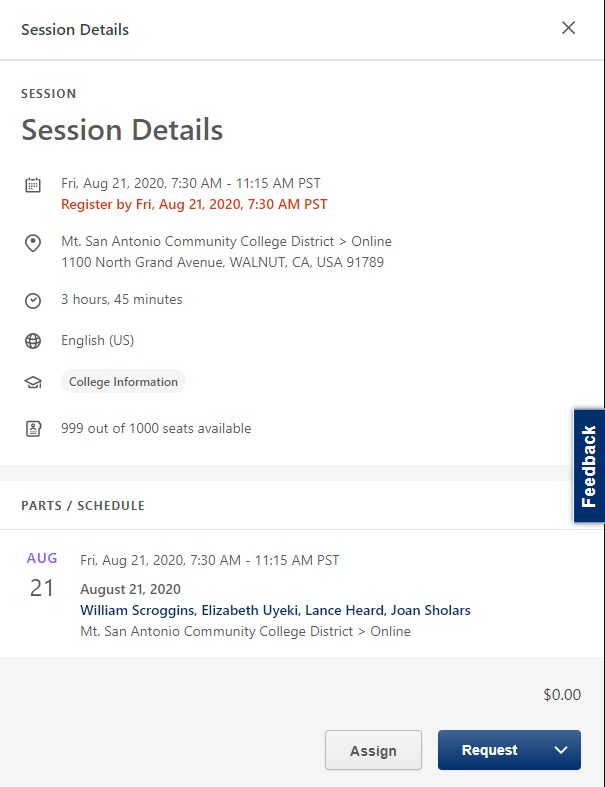 Session Details
SESSION
Session Details
Fri, Aug 21, 2020, 7:30 AM - 11:15 AM PST
Register by Fri, Aug 21, 2020, 7:30 AM PST
Mt. San Antonio Community College District > Online
1100 North Grand Avenue, WALNUT, CA, USA 91789
3 hours, 45 minutes
English (US)
College Information
999 out of 1000 seats available
Feedback
PARTS / SCHEDULE
AUG
21
Fri, Aug 21, 2020, 7:30 AM - 11:15 AM PST
August 21, 2020
William Scroggins, Elizabeth Uyeki, Lance Heard, Joan Sholars
Mt. San Antonio Community College District > Online
$0.00
Assign
Request